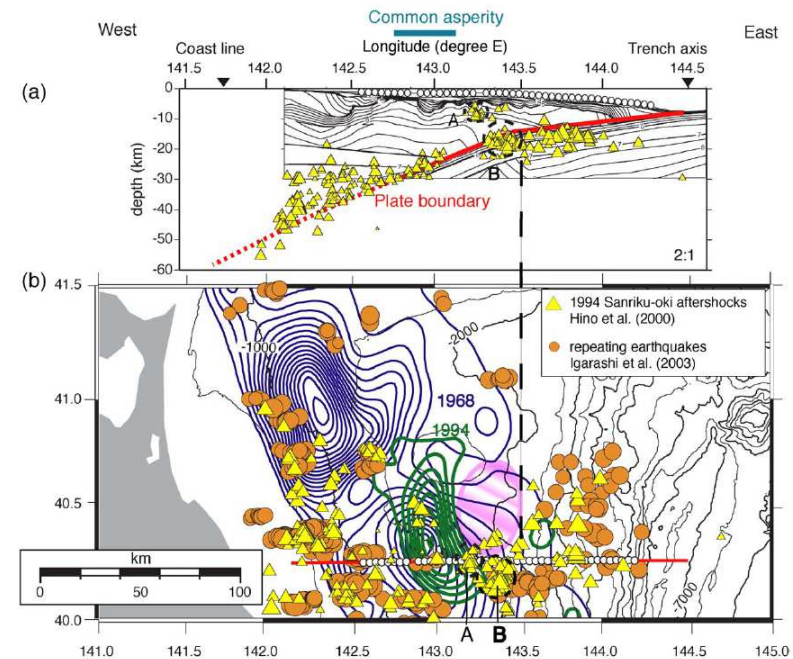 Common asperity
West
East
Coast line
Longitude (degree E)
Trench axis
141.5 142.0 142.5 143.0 143.5 144.0 144.5
(a)
0
-10
-20
-30
-40
-50
-60
depth (km)
A
B
Plate boundary
2:1
(b)
41.5
41.0
40.5
40.0
-1000
-2000
-7000
1968
1994
1994 Sanriku-oki aftershocks
Hino et al. (2000)
repeating earthquakes
Igarashi et al. (2003)
km
0 50 100
A B
141.0 141.5 142.0 142.5 143.0 143.5 144.0 144.5 145.0